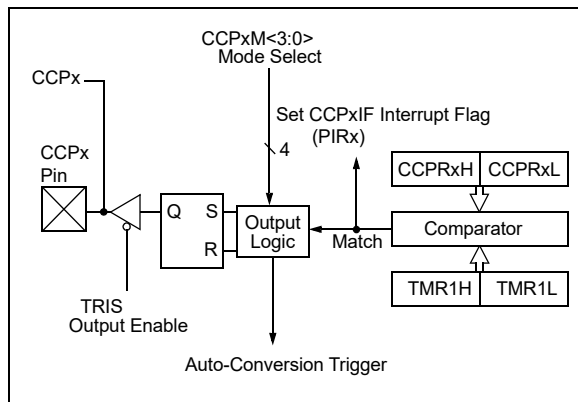 CCPxM<3:0>
Mode Select
CCPx
Set CCPxIF Interrupt Flag
(PIRx)
4
CCPx
Pin
CCPRxH CCPRxL
Q S
R
Output
Logic
Match
Comparator
TRIS
Output Enable
TMR1H TMR1L
Auto-Conversion Trigger